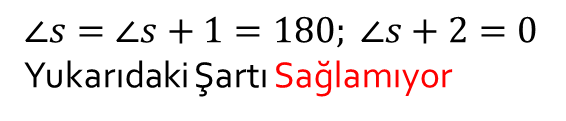 ∠s = ∠s + 1 = 180; ∠s + 2 = 0
Yukarıdaki Şartı Sağlamıyor